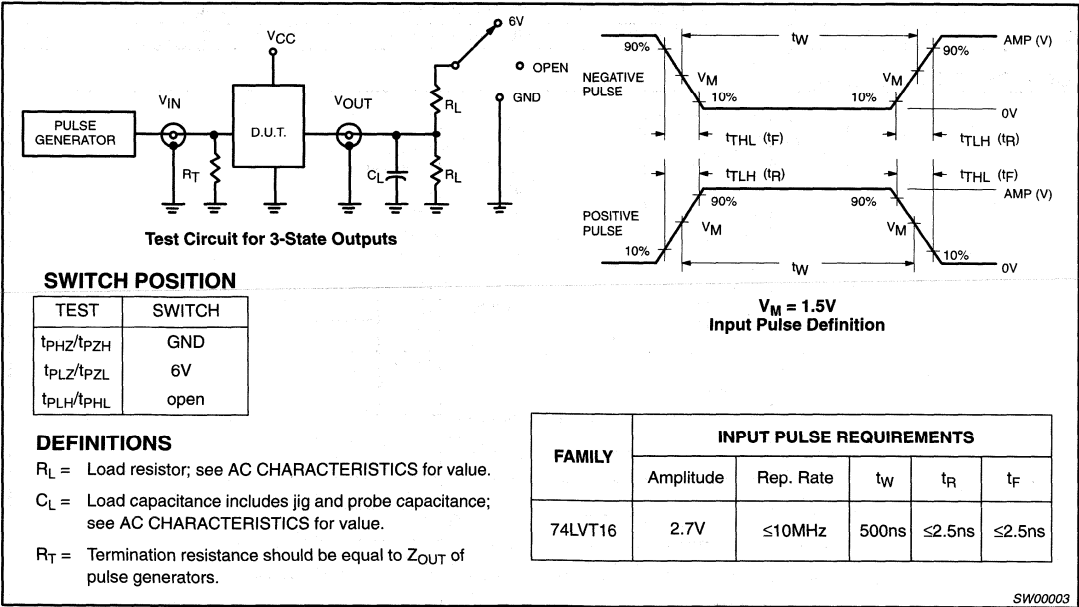 6V
OPEN
GND
VCC
VIN
VOUT
PULSE
GENERATOR
D.U.T.
RT
CL
RL
RL
Test Circuit for 3-State Outputs
90%
tW
90%
AMP (V)
NEGATIVE
PULSE
VM
VM
10%
10%
0V
tTHL (tF)
tTLH (tR)
tTLH (tR)
tTHL (tF)
AMP (V)
90%
90%
POSITIVE
PULSE
VM
VM
10%
10%
tW
0V
VM = 1.5V
Input Pulse Definition
SWITCH POSITION
TEST SWITCH
tPHZ/tPZH GND
tPLZ/tPZL 6V
tPLH/tPHL open
DEFINITIONS
RL = Load resistor; see AC CHARACTERISTICS for value.
CL = Load capacitance includes jig and probe capacitance;
see AC CHARACTERISTICS for value.
RT = Termination resistance should be equal to ZOUT of
pulse generators.
FAMILY
INPUT PULSE REQUIREMENTS
Amplitude Rep. Rate tW tR tF
74LVT16 2.7V ≤10MHz 500ns ≤2.5ns ≤2.5ns
SW00003